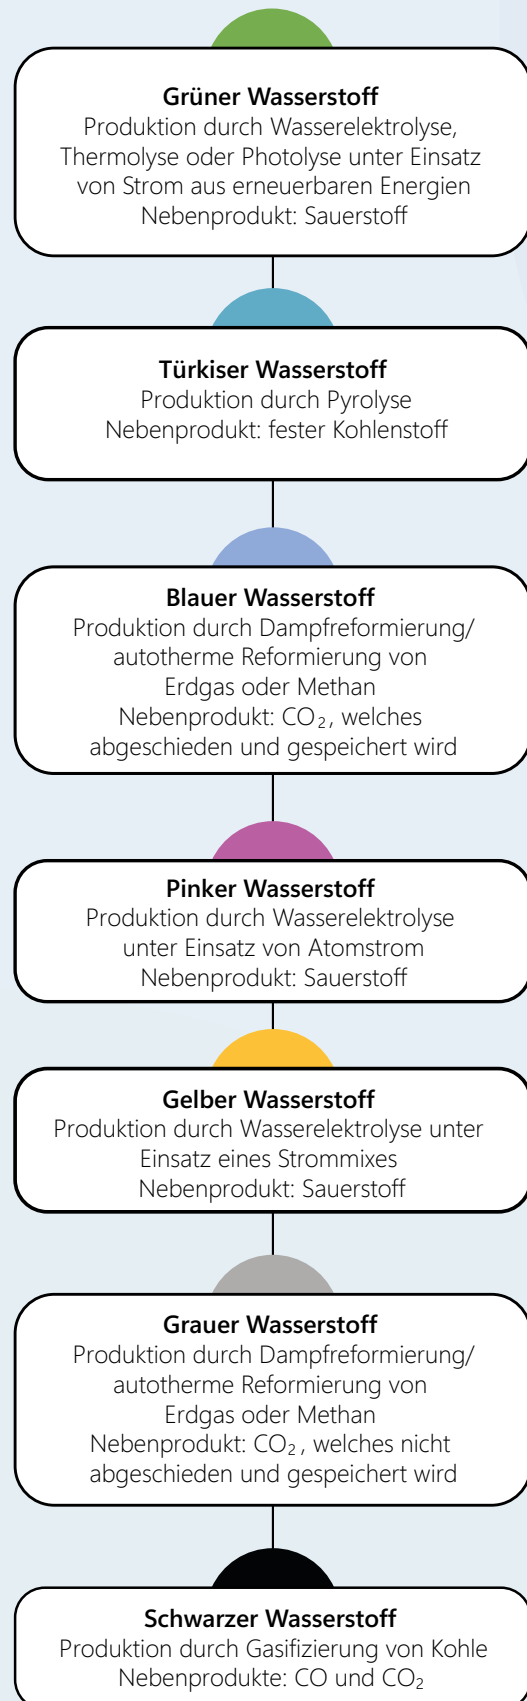 Grüner Wasserstoff
Produktion durch Wasserelektrolyse,
Thermolyse oder Photolyse unter Einsatz
von Strom aus erneuerbaren Energien
Nebenprodukt: Sauerstoff
Türkiser Wasserstoff
Produktion durch Pyrolyse
Nebenprodukt: fester Kohlenstoff
Blauer Wasserstoff
Produktion durch Dampfreformierung/
autotherme Reformierung von
Erdgas oder Methan
Nebenprodukt: CO₂, welches
abgeschieden und gespeichert wird
Pinker Wasserstoff
Produktion durch Wasserelektrolyse
unter Einsatz von Atomstrom
Nebenprodukt: Sauerstoff
Gelber Wasserstoff
Produktion durch Wasserelektrolyse unter
Einsatz eines Strommixes
Nebenprodukt: Sauerstoff
Grauer Wasserstoff
Produktion durch Dampfreformierung/
autotherme Reformierung von
Erdgas oder Methan
Nebenprodukt: CO₂, welches nicht
abgeschieden und gespeichert wird
Schwarzer Wasserstoff
Produktion durch Gasifizierung von Kohle
Nebenprodukte: CO und CO₂